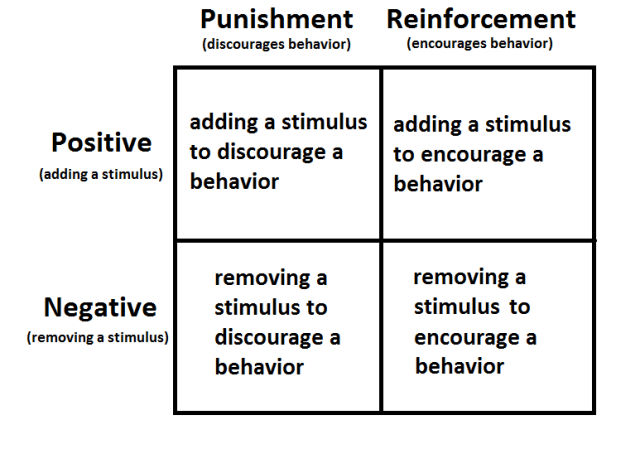 Punishment
(discourages behavior)
Reinforcement
(encourages behavior)
Positive
(adding a stimulus)
adding a stimulus
to discourage a
behavior
adding a stimulus
to encourage a
behavior
Negative
(removing a stimulus)
removing a
stimulus to
discourage a
behavior
removing a
stimulus to
encourage a
behavior